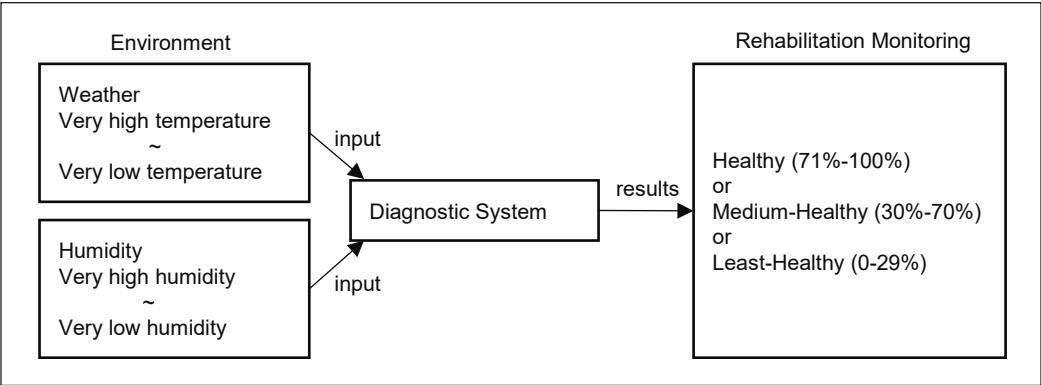 Environment
Weather
Very high temperature
~
Very low temperature
Humidity
Very high humidity
~
Very low humidity
input
input
Diagnostic System
results
Rehabilitation Monitoring
Healthy (71%-100%)
or
Medium-Healthy (30%-70%)
or
Least-Healthy (0-29%)